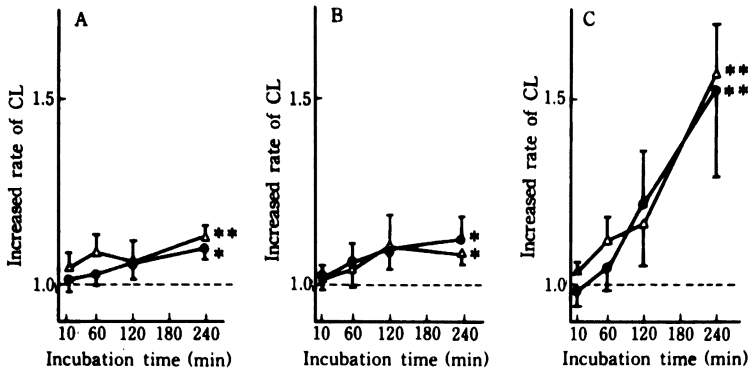 A
Increased rate of CL
1.5
1.0
**
*
10 60 120 180 240
Incubation time (min)
B
Increased rate of CL
1.5
1.0
*
*
10 60 120 180 240
Incubation time (min)
C
Increased rate of CL
1.5
1.0
**
**
10 60 120 180 240
Incubation time (min)